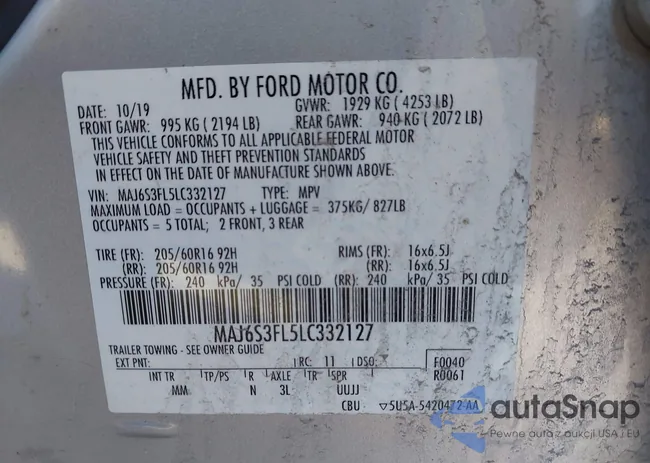 MFD. BY FORD MOTOR CO.
DATE: 10/19 GVWR: 1929 KG ( 4253 LB)
FRONT GAWR: 995 KG ( 2194 LB) REAR GAWR: 940 KG ( 2072 LB)
THIS VEHICLE CONFORMS TO ALL APPLICABLE FEDERAL MOTOR
VEHICLE SAFETY AND THEFT PREVENTION STANDARDS
IN EFFECT ON THE DATE OF MANUFACTURE SHOWN ABOVE.
VIN: MAJ6S3FL5LC332127 TYPE: MPV
MAXIMUM LOAD = OCCUPANTS + LUGGAGE = 375KG/ 827LB
OCCUPANTS = 5 TOTAL; 2 FRONT, 3 REAR
TIRE (FR): 205/60R16 92H RIMS (FR): 16x6.5J
(RR): 205/60R16 92H (RR): 16x6.5J
PRESSURE (FR): 240 kPa/ 35 PSI COLD (RR): 240 kPa/ 35 PSI COLD
MAJ6S3FL5LC332127
TRAILER TOWING - SEE OWNER GUIDE
EXT PNT: RC: 11 DSO: F0040
R0061
INT TR TP/PS R AXLE TR SPR
MM N 3L UUJJ
CBU ▽5U5A-5420472-AA
autoSnap
Pewne auta z aukcji USA i EU